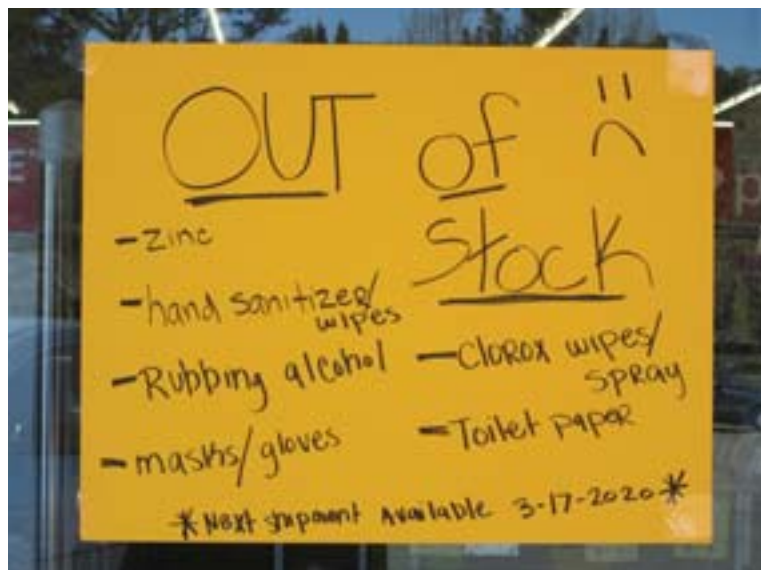 OUT of
Stock
- zinc
- hand sanitizer/
wipes
- Rubbing alcohol
- masks/gloves
- Clorox wipes/
spray
- Toilet paper
*Next shipment Available 3-17-2020*